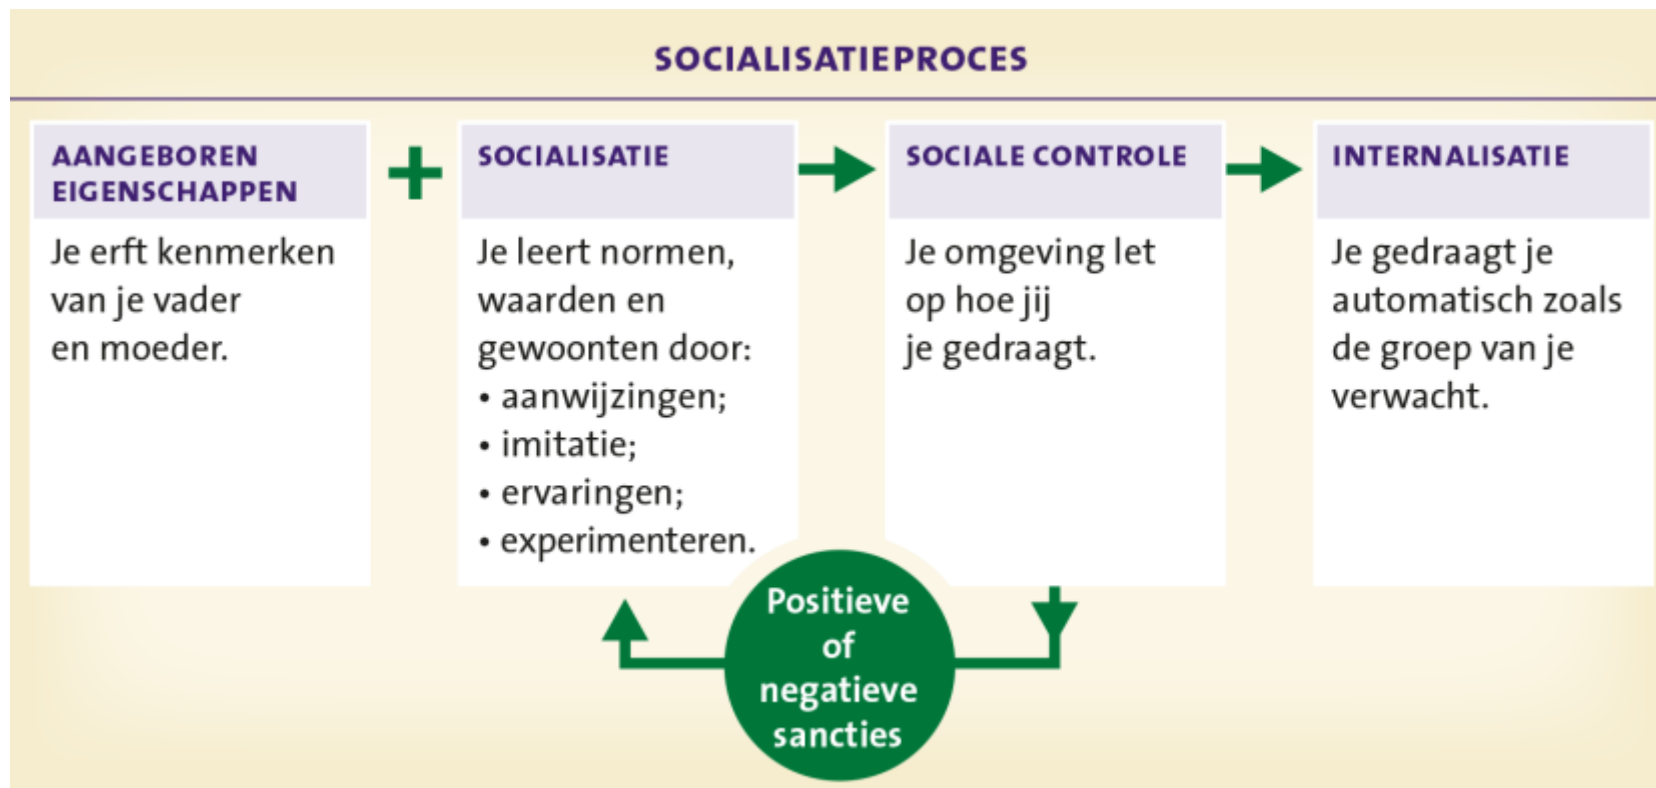 SOCIALISATIEPROCES
AANGEBOREN
EIGENSCHAPPEN
Je erft kenmerken
van je vader
en moeder.
SOCIALISATIE
Je leert normen,
waarden en
gewoonten door:
• aanwijzingen;
• imitatie;
• ervaringen;
• experimenteren.
SOCIALE CONTROLE
Je omgeving let
op hoe jij
je gedraagt.
INTERNALISATIE
Je gedraagt je
automatisch zoals
de groep van je
verwacht.
Positieve
of
negatieve
sancties